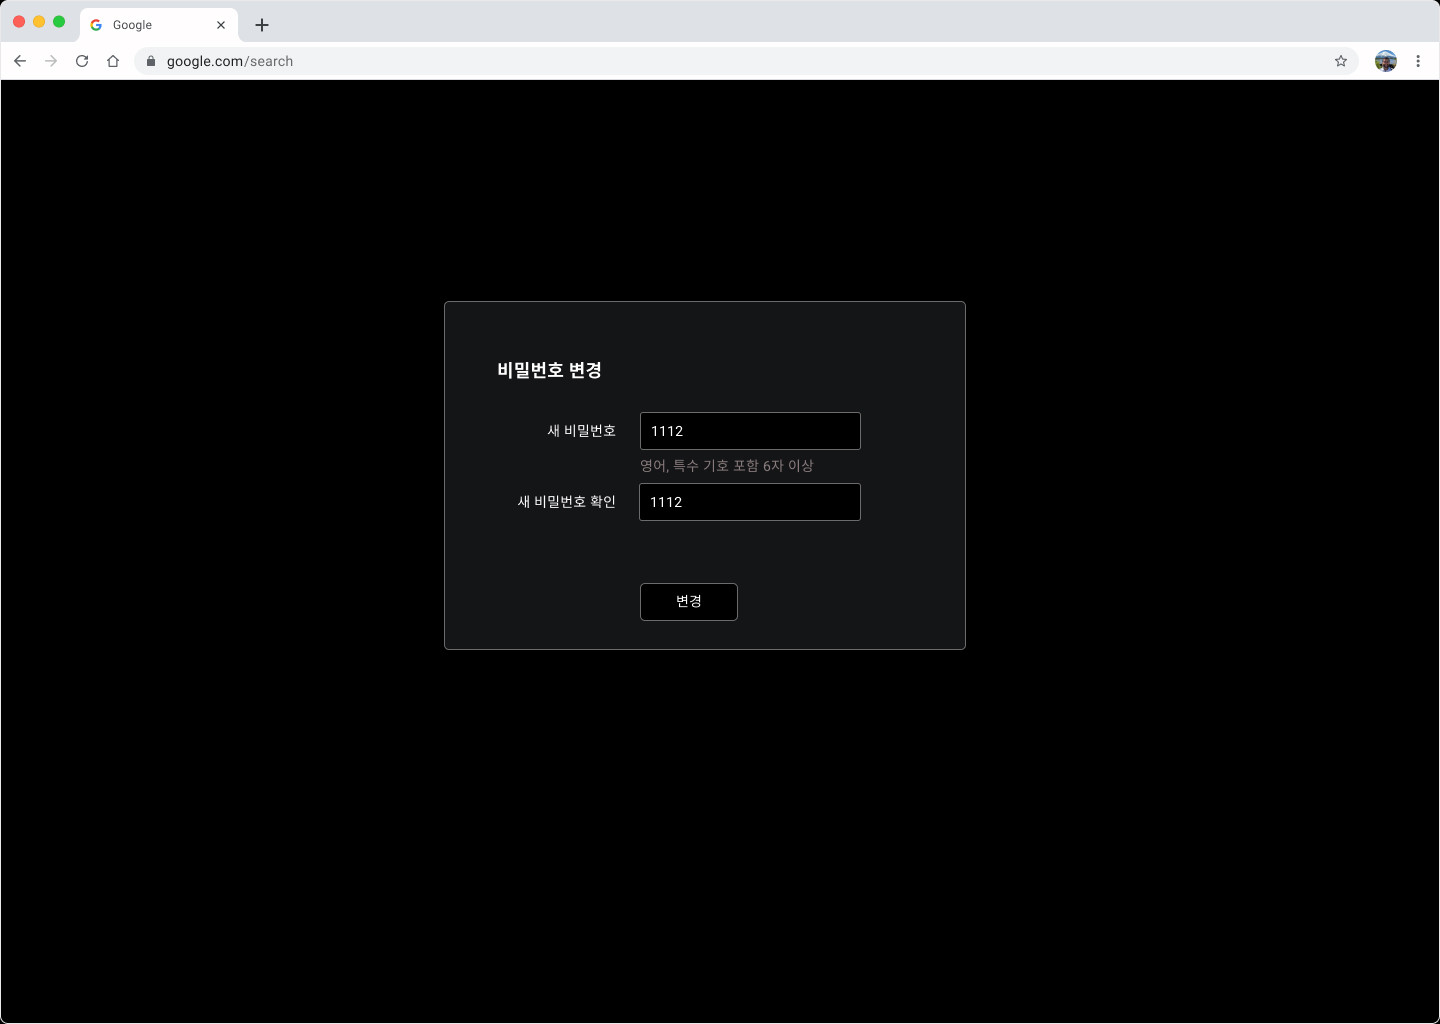 Google
google.com/search
비밀번호 변경
새 비밀번호 1112
영어, 특수 기호 포함 6자 이상
새 비밀번호 확인 1112
변경